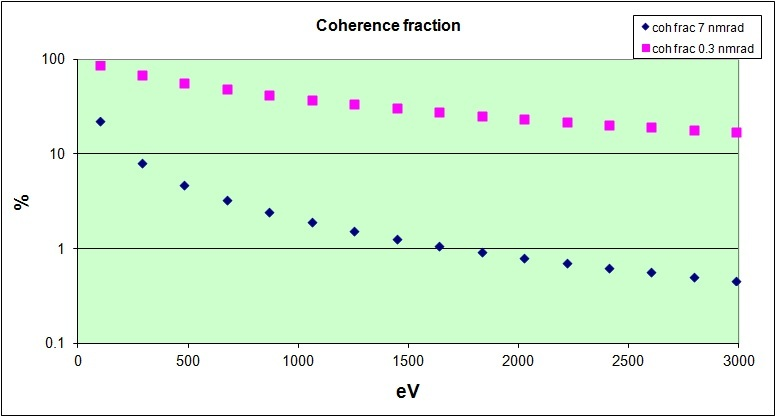 Coherence fraction
coh frac 7 nmrad
coh frac 0.3 nmrad
100
10
1
0.1
%
0 500 1000 1500 2000 2500 3000
eV